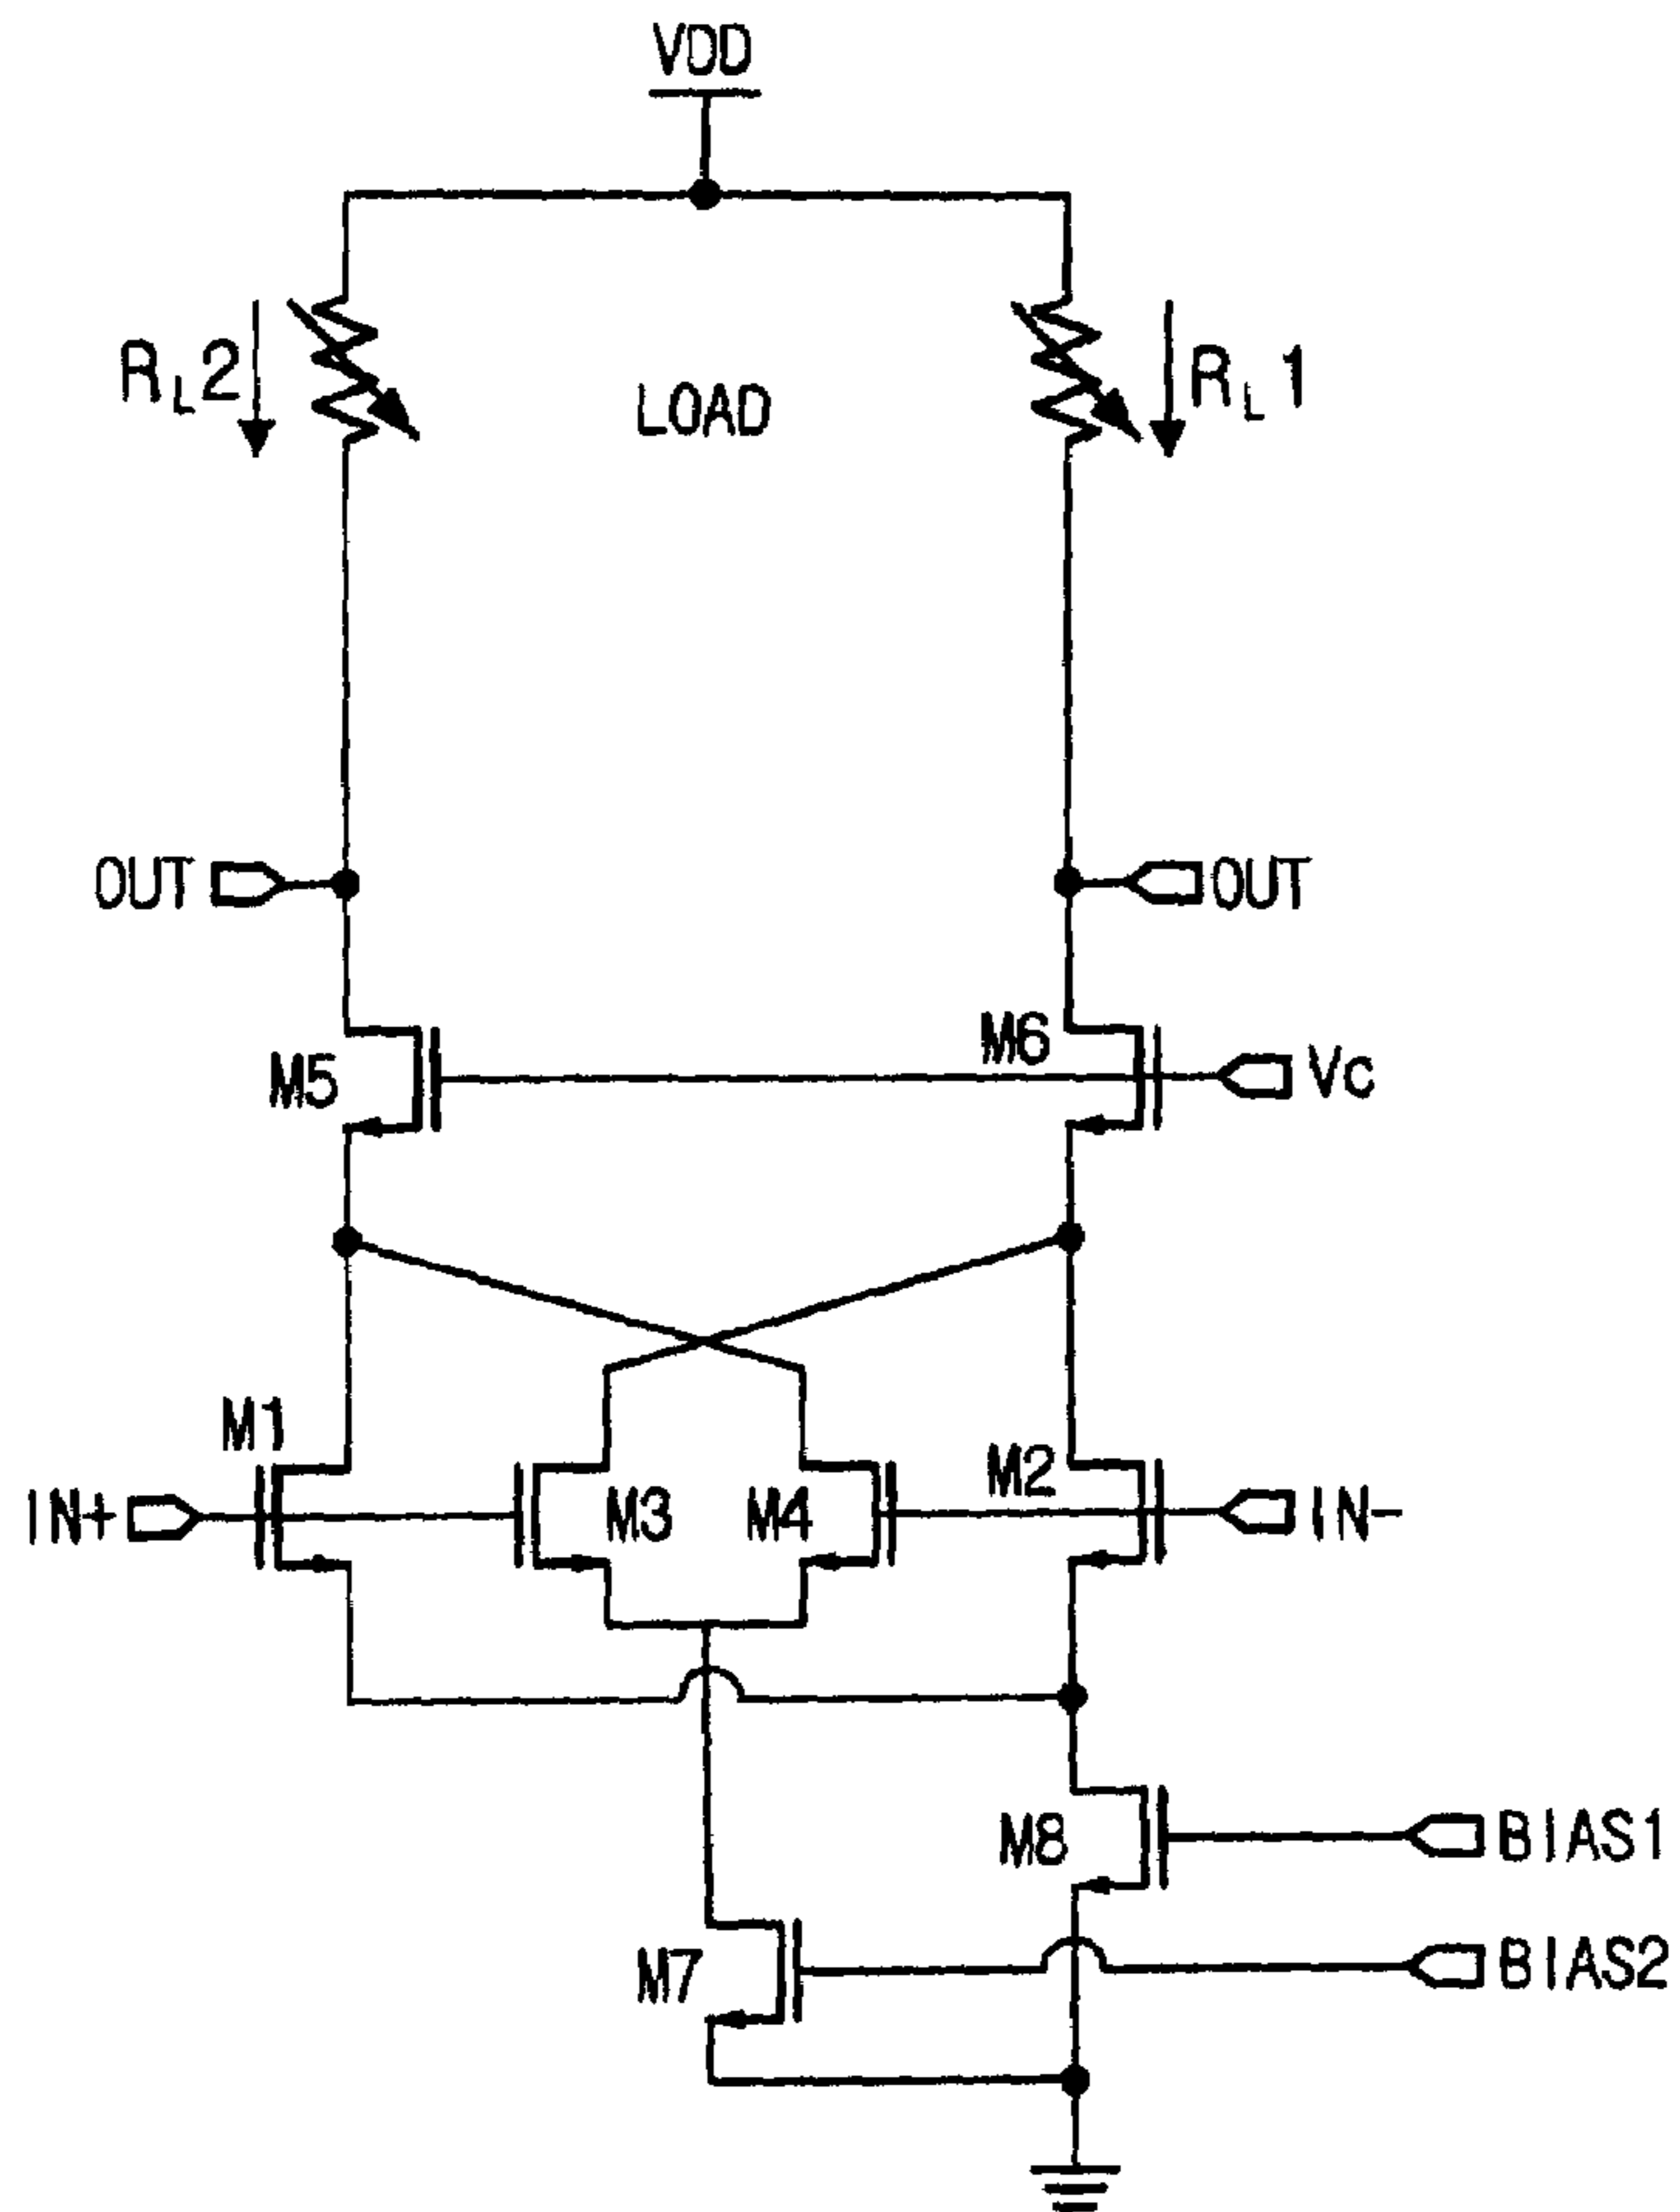 VDD
RL2
LOAD
RL1
OUT
OUT
M5
M6
Vc
M1
IN+
M3
M4
M2
IN-
M8
BIAS1
M7
BIAS2